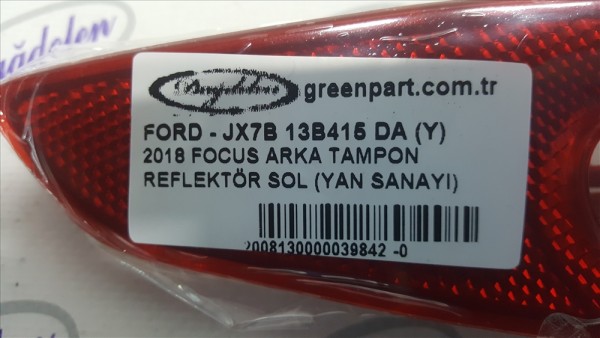 greenpart.com.tr
FORD - JX7B 13B415 DA (Y)
2018 FOCUS ARKA TAMPON
REFLEKTÖR SOL (YAN SANAYI)
2008130000039842 -0